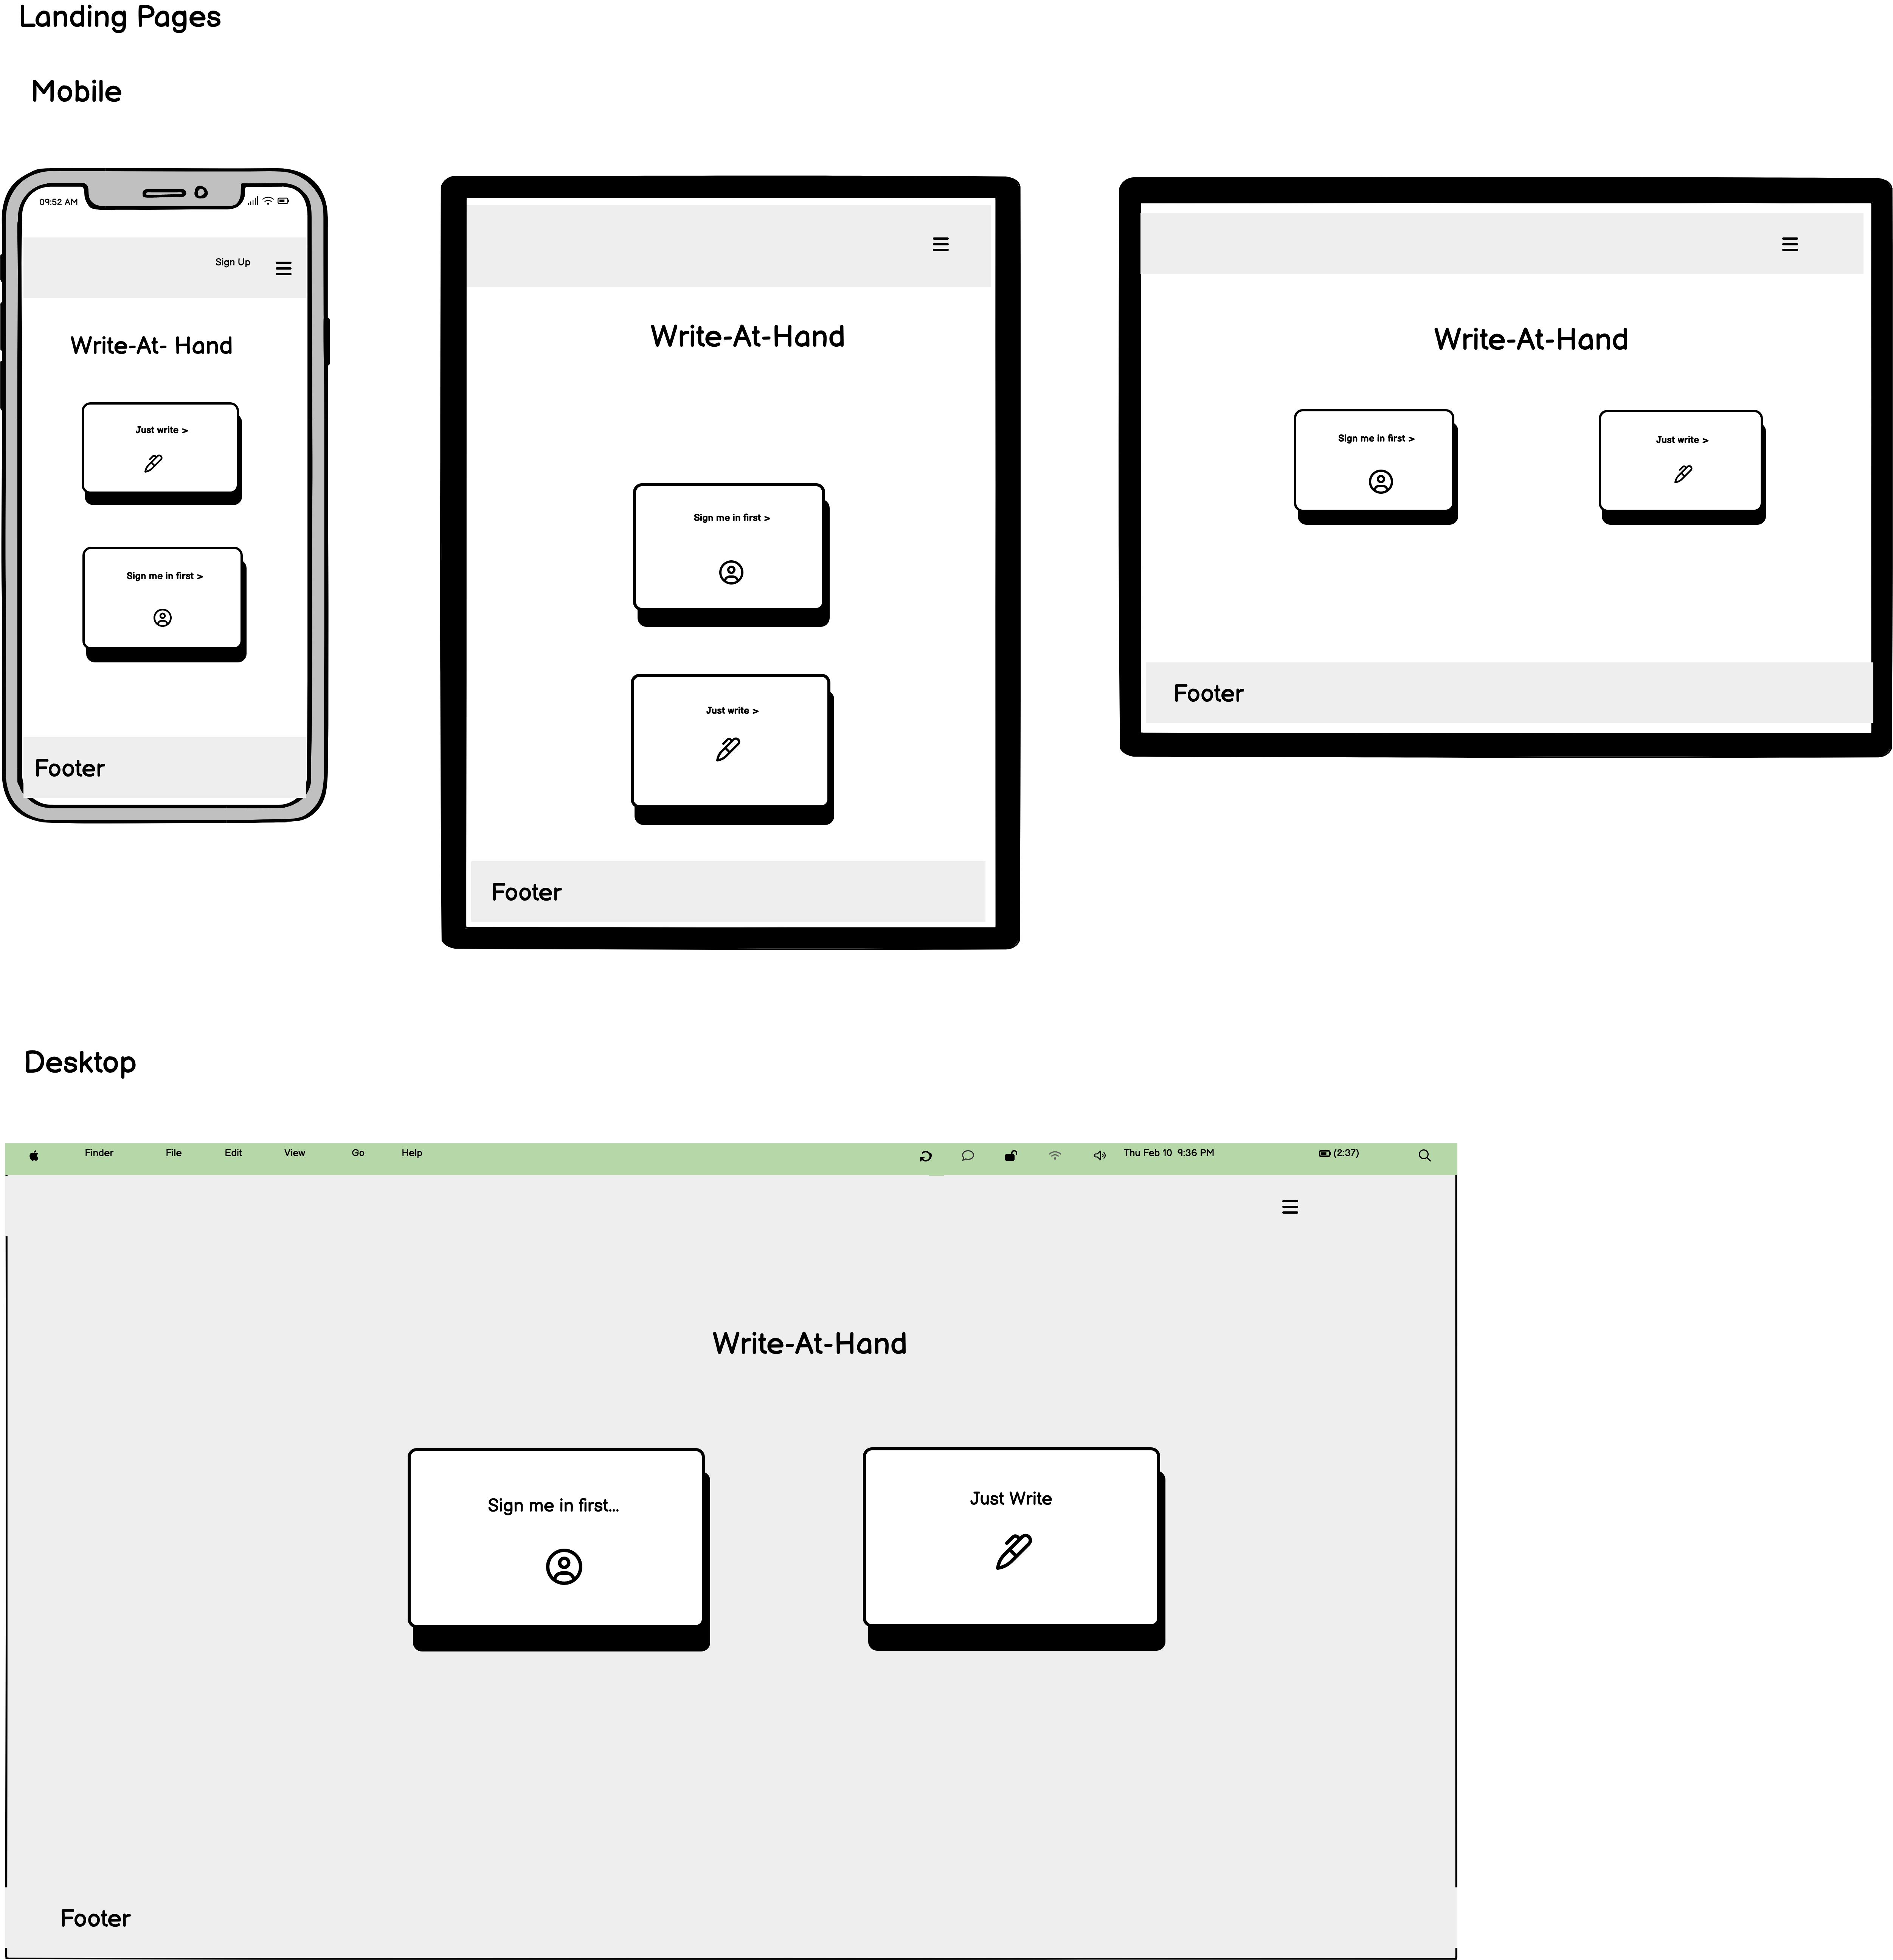 Landing Pages
Mobile
09:52 AM
Sign Up
Write-At- Hand
Just write >
Sign me in first >
Footer
Write-At-Hand
Sign me in first >
Just write >
Footer
Write-At-Hand
Sign me in first >
Just write >
Footer
Desktop
Finder File Edit View Go Help Thu Feb 10 9:36 PM (2:37)
Write-At-Hand
Sign me in first...
Just Write
Footer